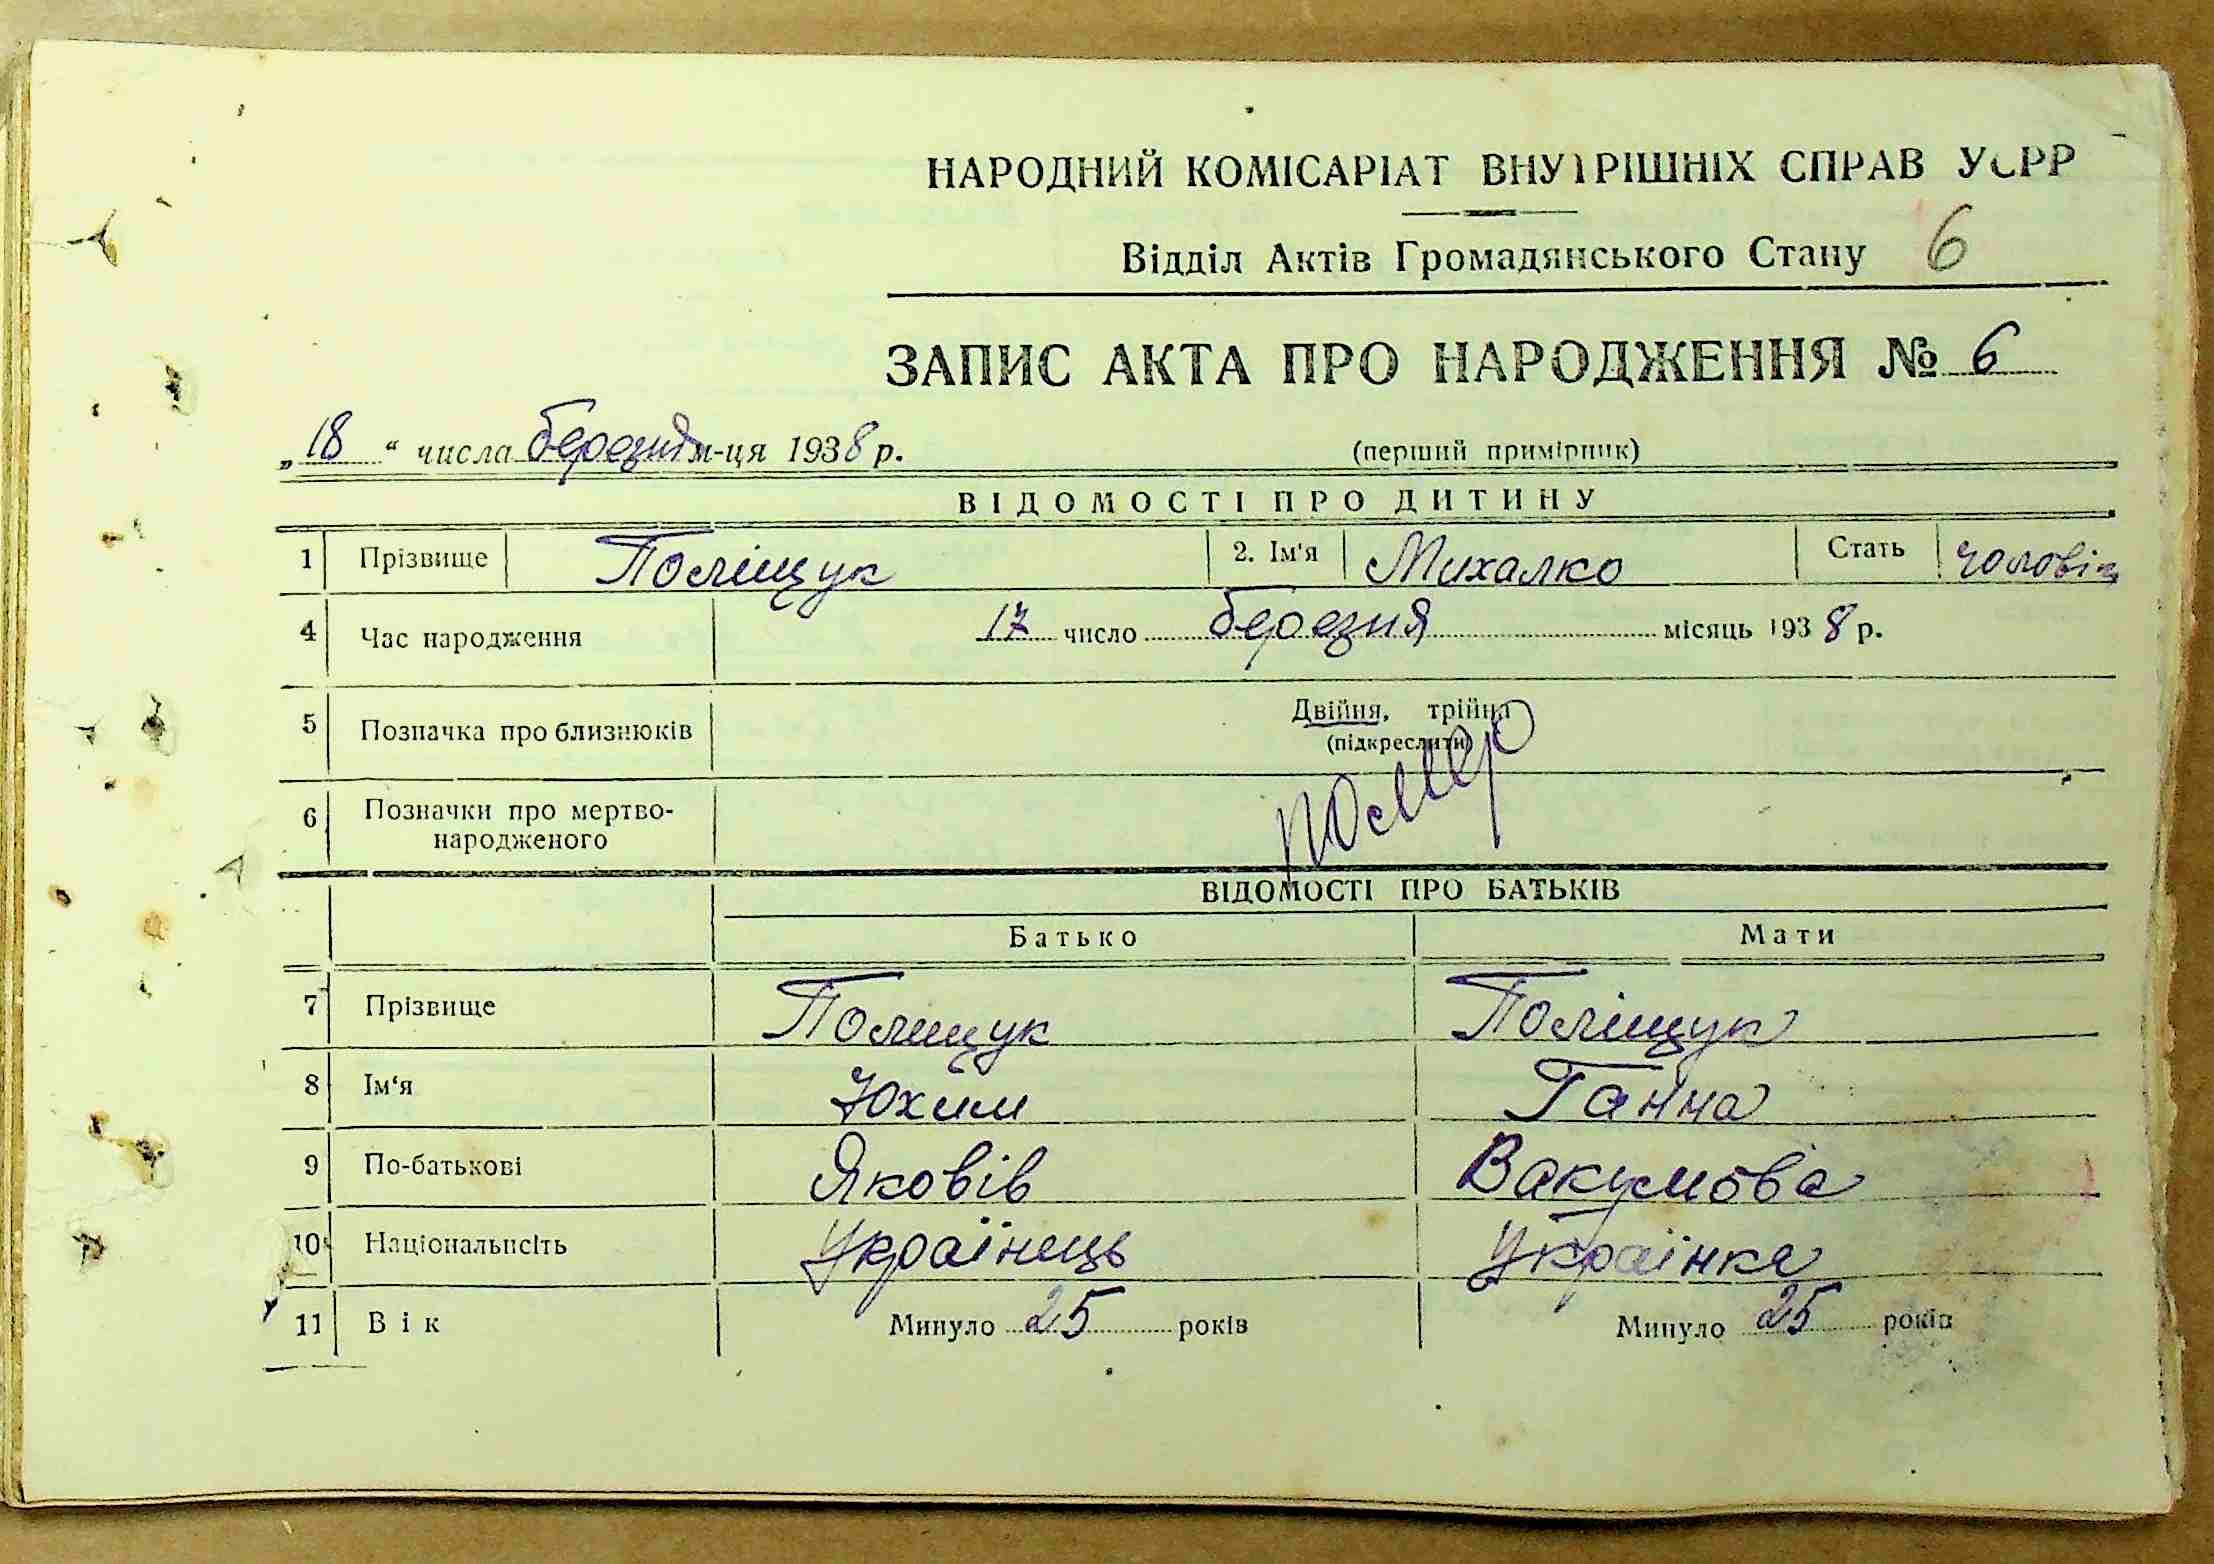 НАРОДНИЙ КОМІСАРІАТ ВНУТРІШНІХ СПРАВ УСРР
Відділ Актів Громадянського Стану 6
ЗАПИС АКТА ПРО НАРОДЖЕННЯ № 6
„18“ числа березня м-ця 1938 р. (перший примірник)
ВІДОМОСТІ ПРО ДИТИНУ
1 Прізвище Поліщук 2. Ім'я Михалко Стать чоловіч
4 Час народження 17 число березня місяць 1938 р.
5 Позначка про близнюків Двійня, трійня
(підкреслити)
помер
6 Позначки про мертво-
народженого
ВІДОМОСТІ ПРО БАТЬКІВ
Батько Мати
7 Прізвище Поліщук Поліщук
8 Ім'я Юхим Ганна
9 По-батькові Яковів Вакумова
10 Національність Українець Українка
11 Вік Минуло 25 років Минуло 25 років